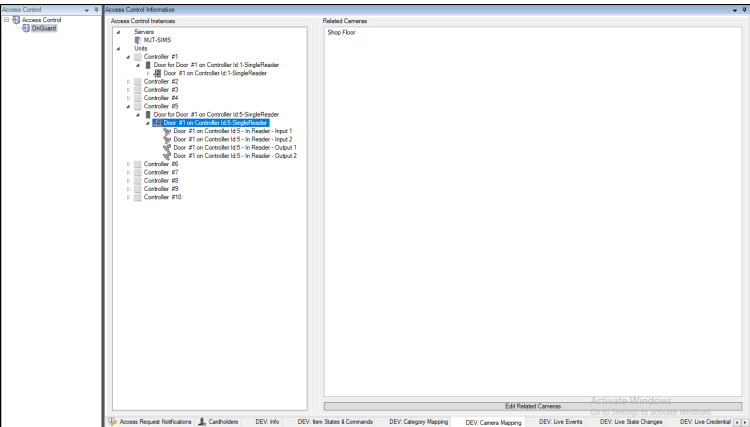 Access Control
Access Control
OnGuard
Access Control Information
Access Control Instances
Servers
MJT-SIMS
Units
Controller #1
Door for Door #1 on Controller Id:1-SingleReader
Door #1 on Controller Id:1-SingleReader
Controller #2
Controller #3
Controller #4
Controller #5
Door for Door #1 on Controller Id:5-SingleReader
Door #1 on Controller Id:5-SingleReader
Door #1 on Controller Id:5 - In Reader - Input 1
Door #1 on Controller Id:5 - In Reader - Input 2
Door #1 on Controller Id:5 - In Reader - Output 1
Door #1 on Controller Id:5 - In Reader - Output 2
Controller #6
Controller #7
Controller #8
Controller #9
Controller #10
Related Cameras
Shop Floor
Edit Related Cameras
Activate Windows
Go to Settings to activate Windows.
Access Request Notifications Cardholders DEV: Info DEV: Item States & Commands DEV: Category Mapping DEV: Camera Mapping DEV: Live Events DEV: Live State Changes DEV: Live Credential